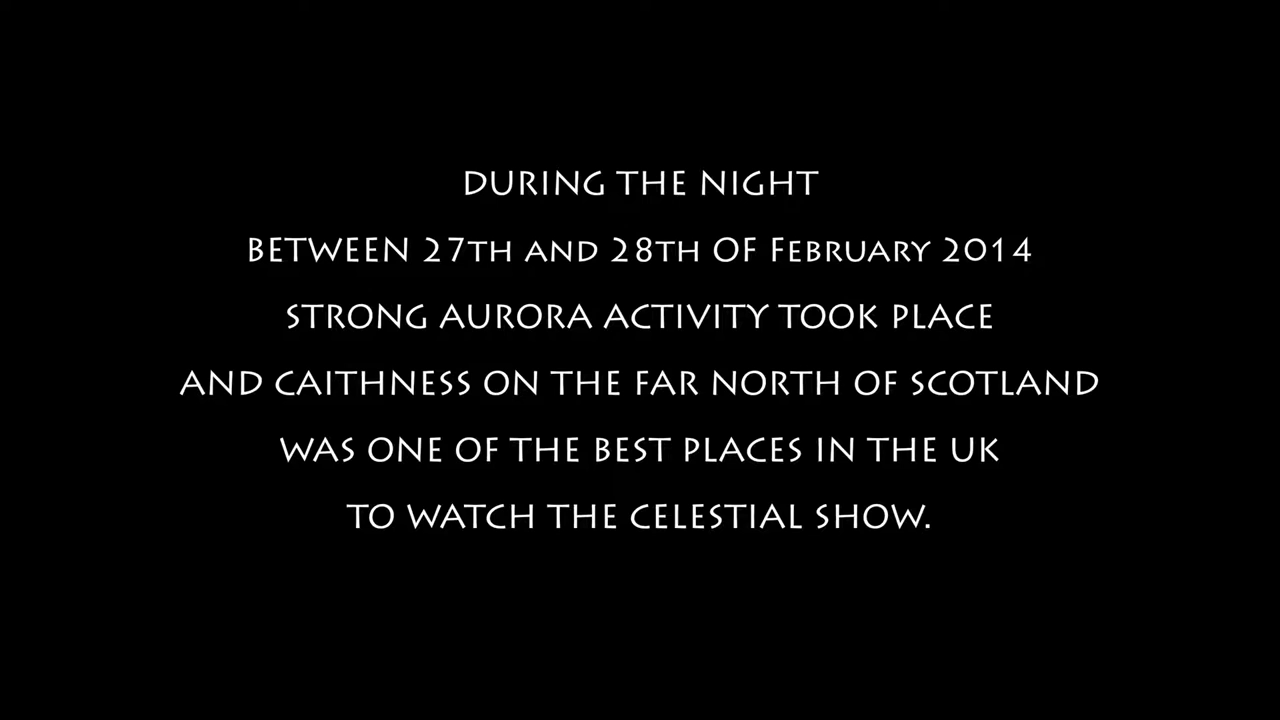 DURING THE NIGHT
BETWEEN 27TH AND 28TH OF FEBRUARY 2014
STRONG AURORA ACTIVITY TOOK PLACE
AND CAITHNESS ON THE FAR NORTH OF SCOTLAND
WAS ONE OF THE BEST PLACES IN THE UK
TO WATCH THE CELESTIAL SHOW.